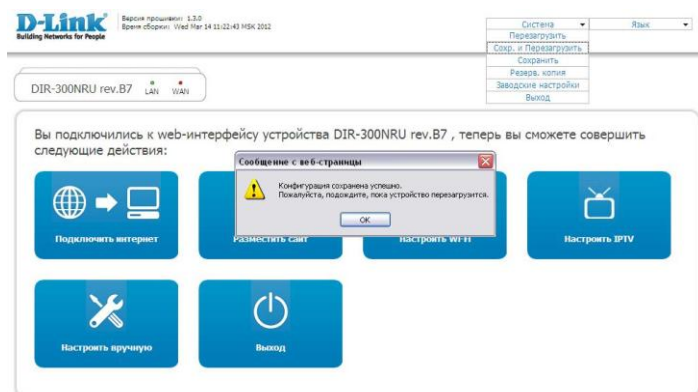 D-Link
Building Networks for People
Версия прошивки: 1.3.0
Время сборки: Wed Mar 14 11:22:43 MSK 2012
Система
Язык
Перезагрузить
Сохр. и Перезагрузить
Сохранить
Резерв. копия
Заводские настройки
Выход
DIR-300NRU rev.B7 LAN WAN
Вы подключились к web-интерфейсу устройства DIR-300NRU rev.B7 , теперь вы сможете совершить
следующие действия:
Сообщение с веб-страницы
Конфигурация сохранена успешно.
Пожалуйста, подождите, пока устройство перезагрузится.
OK
Подключить интернет
Разместить сайт
Настроить Wi-Fi
Настроить IPTV
Настроить вручную
Выход